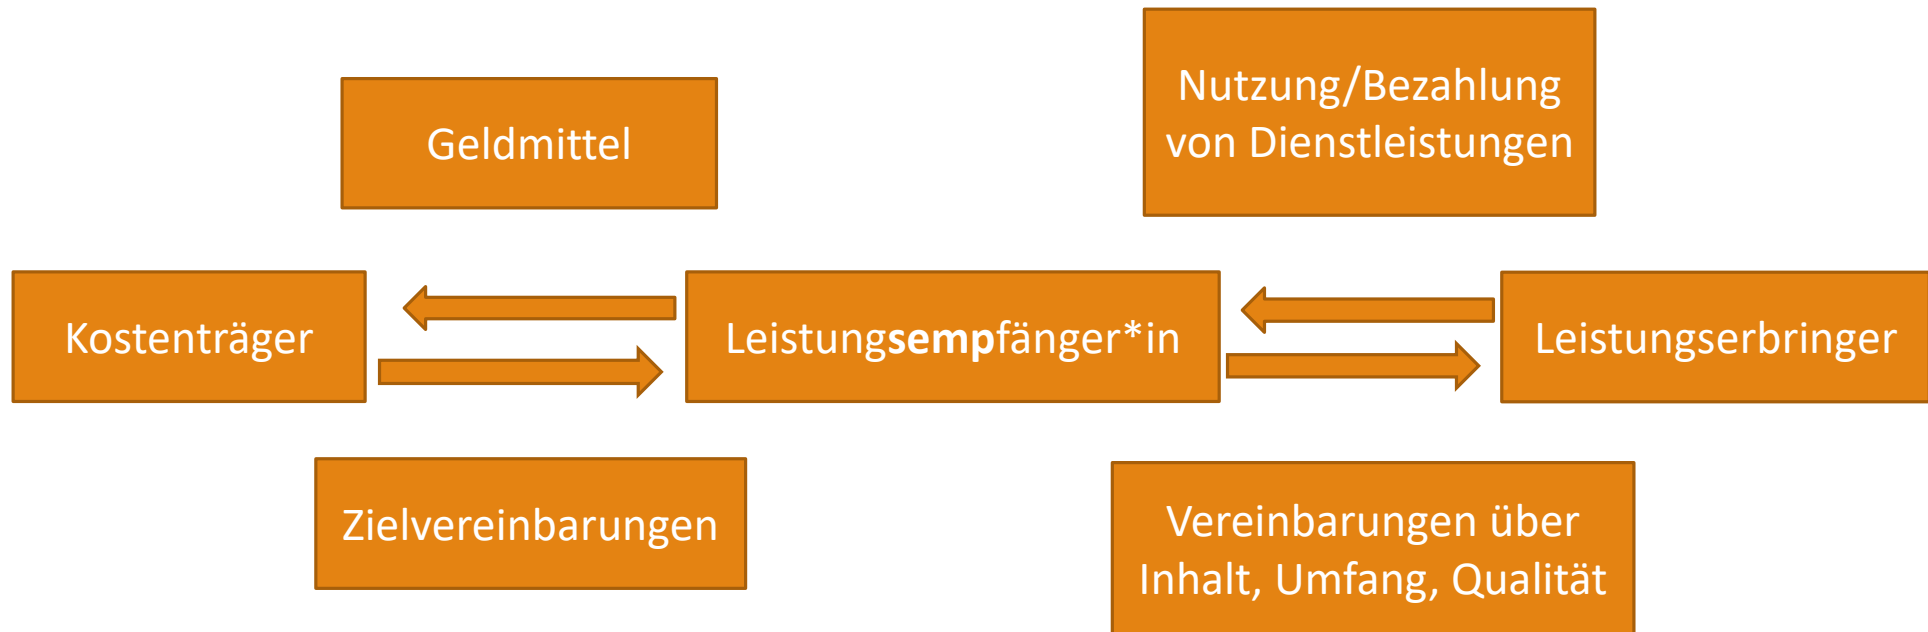 Geldmittel
Nutzung/Bezahlung
von Dienstleistungen
Kostenträger
Leistungsempfänger*in
Leistungserbringer
Zielvereinbarungen
Vereinbarungen über
Inhalt, Umfang, Qualität